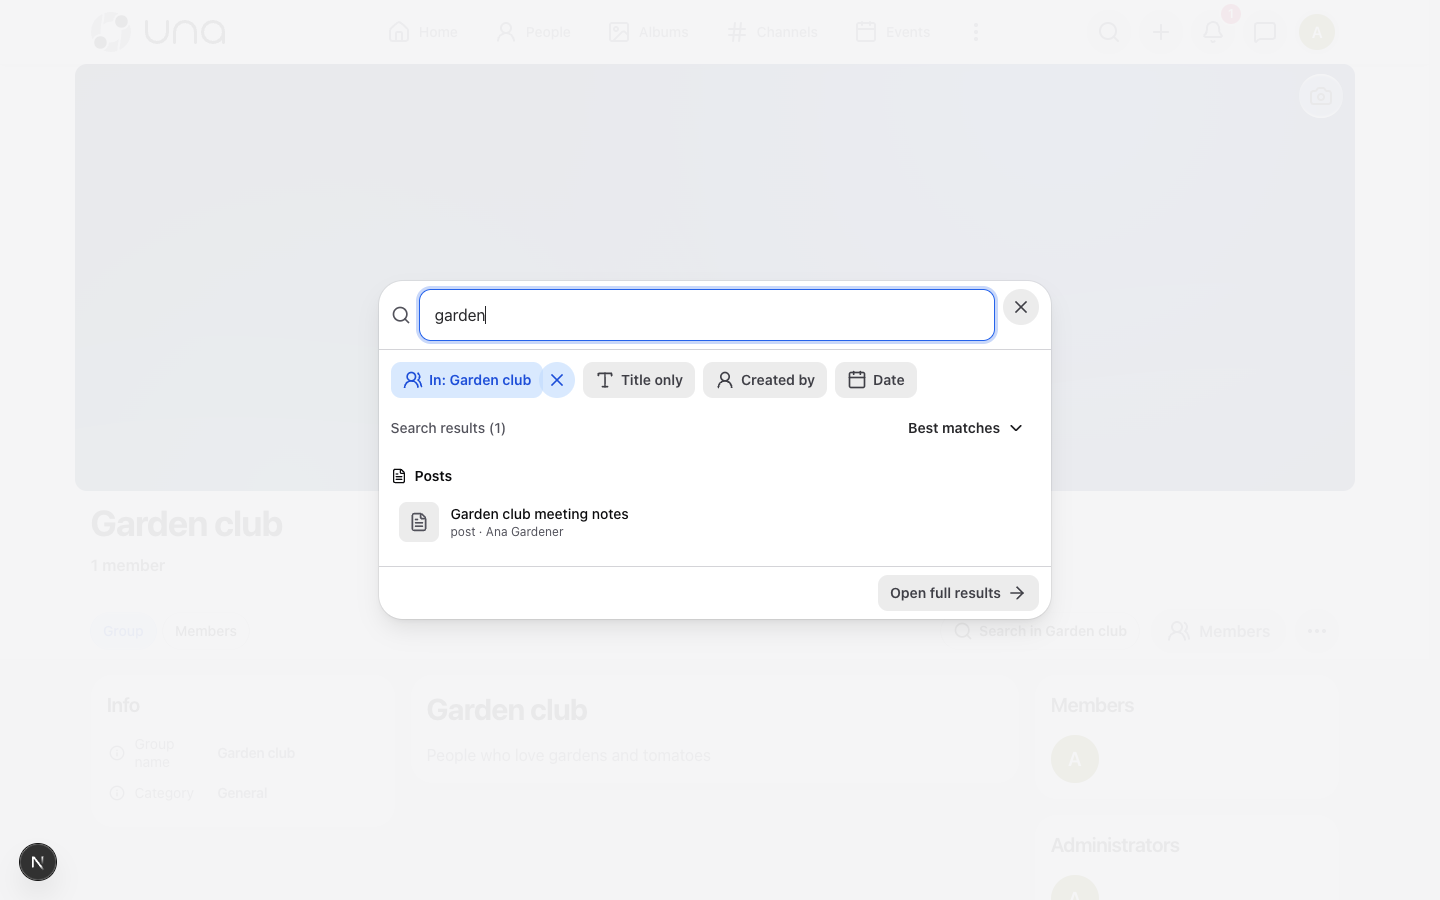 una
Home
People
Albums
Channels
Events
1
A
garden
In: Garden club
Title only
Created by
Date
Search results (1)
Best matches
Posts
Garden club meeting notes
post · Ana Gardener
Open full results
Garden club
1 member
Group
Members
Search in Garden club
Members
Info
Group name
Garden club
Category
General
Garden club
People who love gardens and tomatoes
Members
A
Administrators
A
N